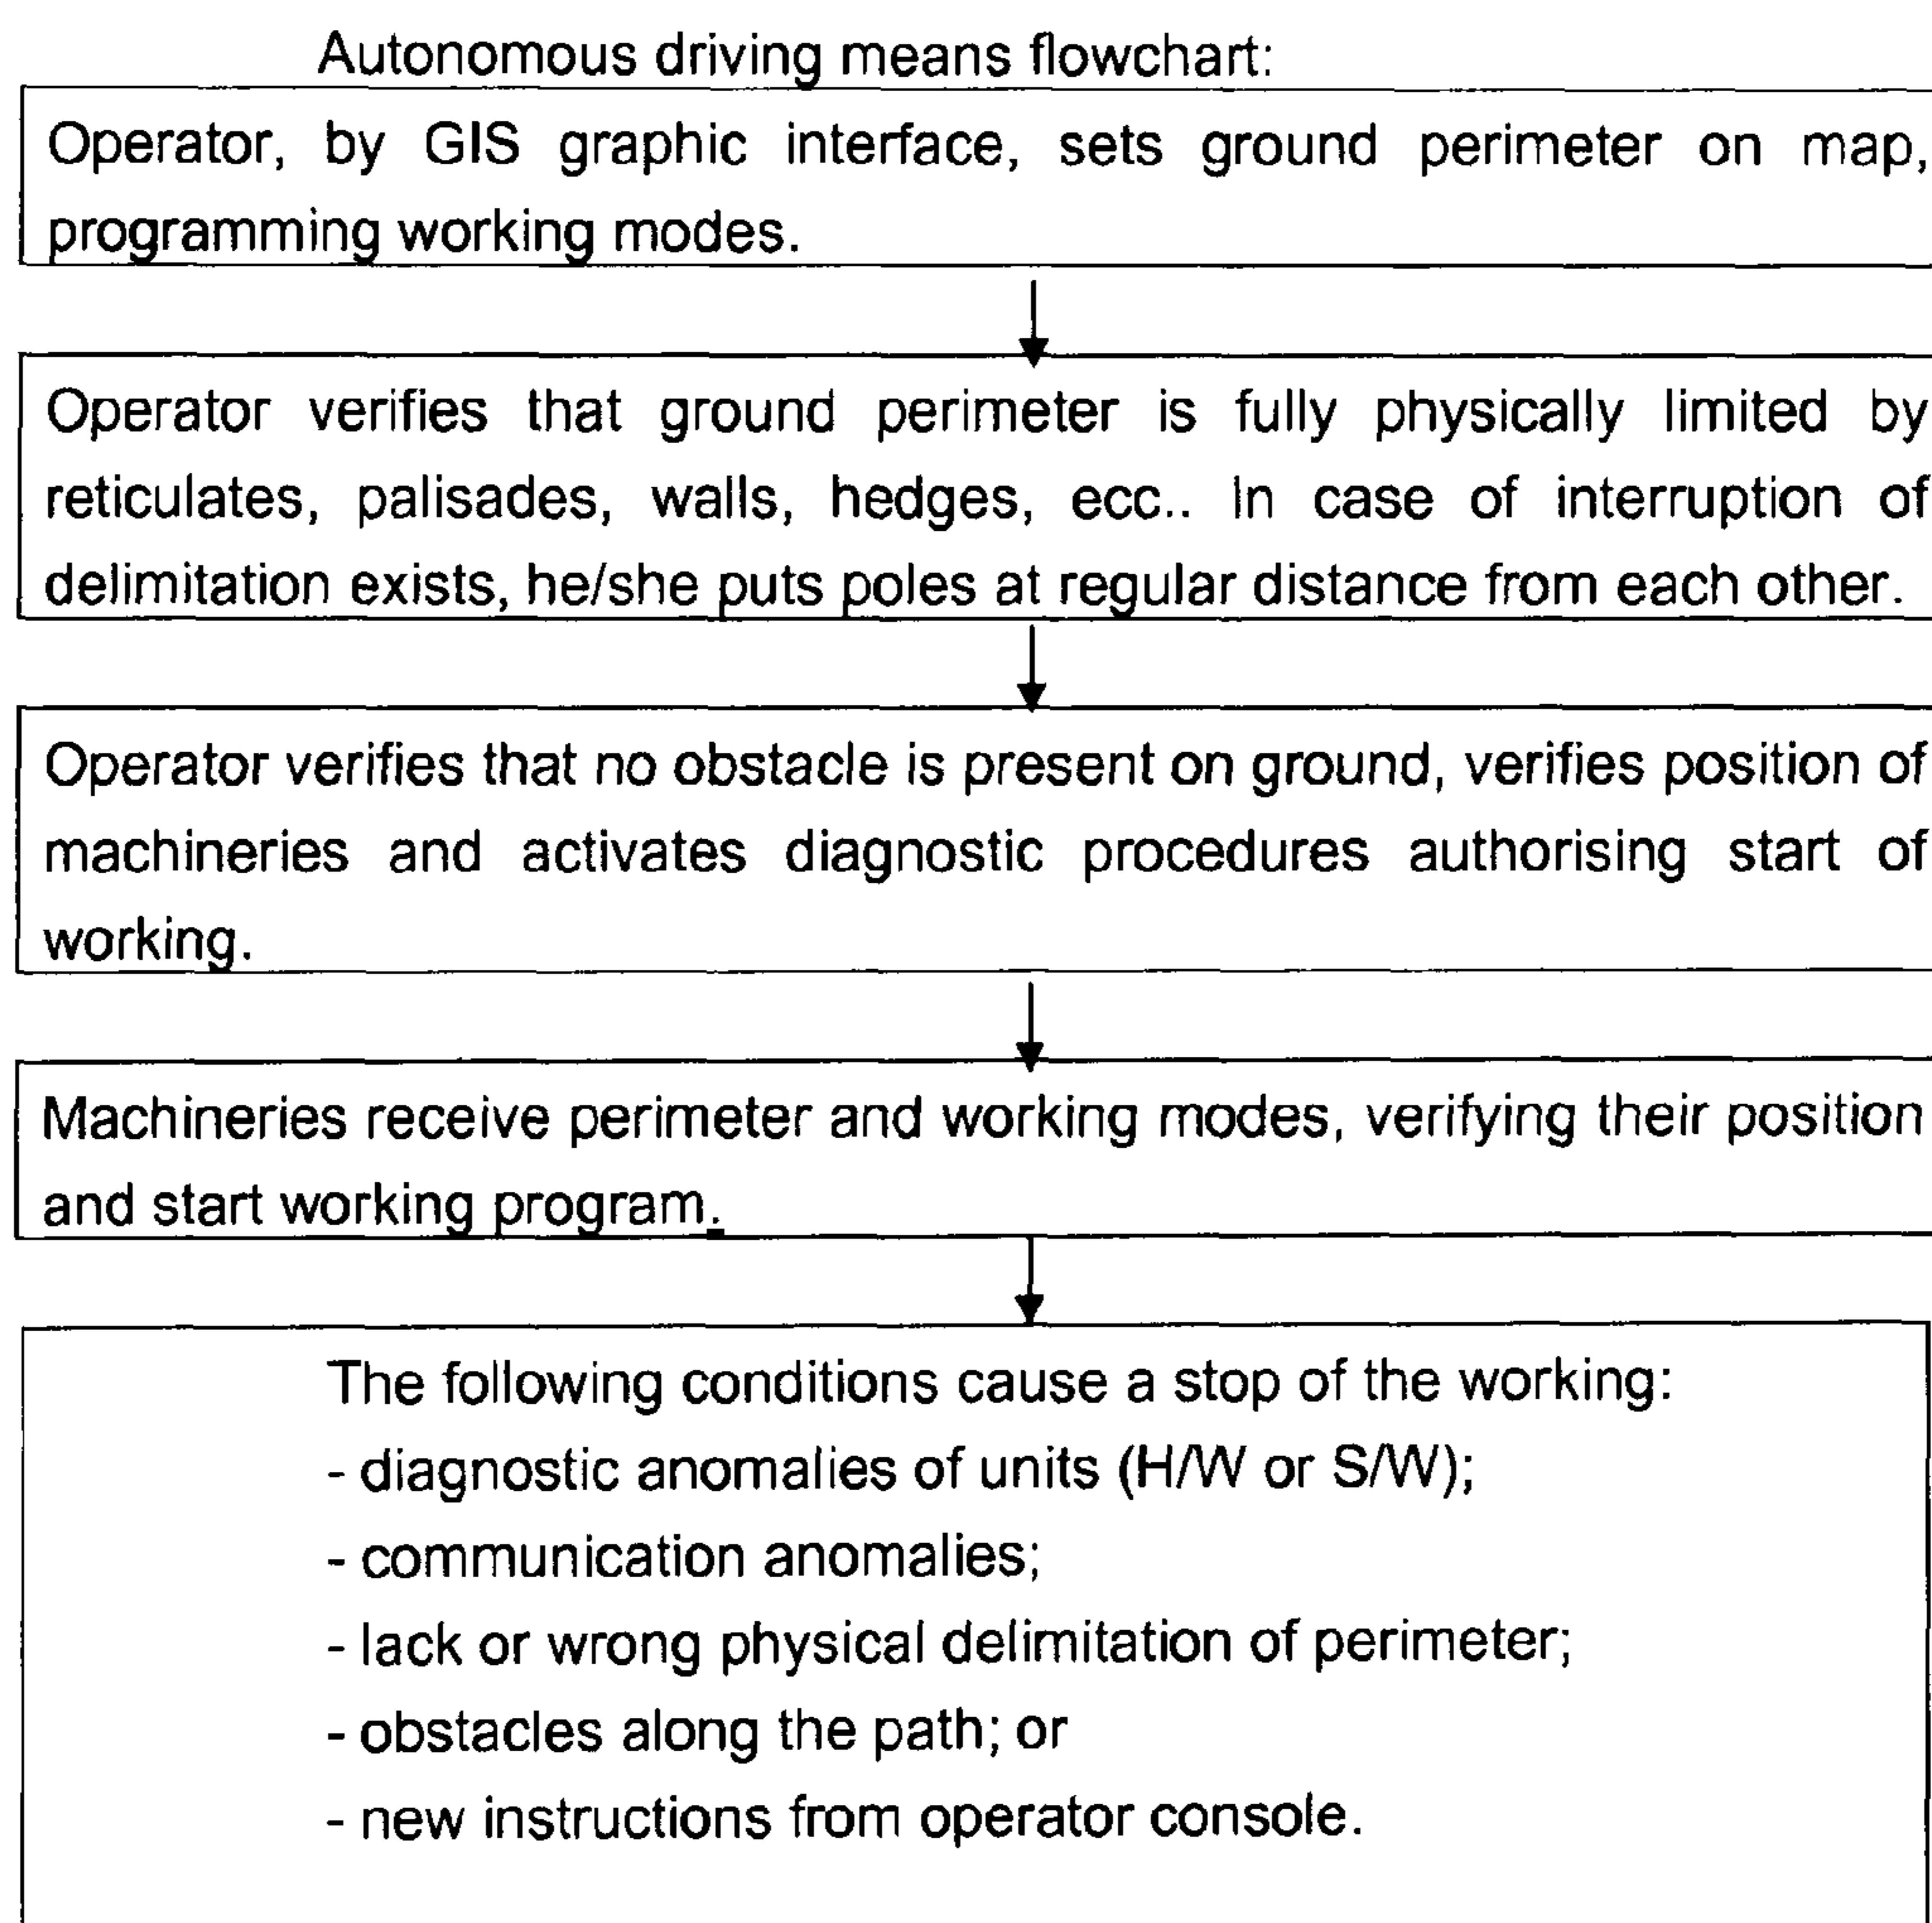 Autonomous driving means flowchart:
Operator, by GIS graphic interface, sets ground perimeter on map,
programming working modes.
Operator verifies that ground perimeter is fully physically limited by
reticulates, palisades, walls, hedges, ecc.. In case of interruption of
delimitation exists, he/she puts poles at regular distance from each other.
Operator verifies that no obstacle is present on ground, verifies position of
machineries and activates diagnostic procedures authorising start of
working.
Machineries receive perimeter and working modes, verifying their position
and start working program.
The following conditions cause a stop of the working:
- diagnostic anomalies of units (H/W or S/W);
- communication anomalies;
- lack or wrong physical delimitation of perimeter;
- obstacles along the path; or
- new instructions from operator console.